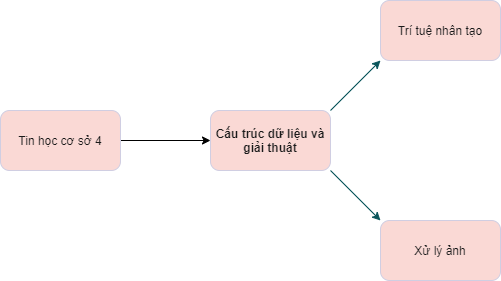 Trí tuệ nhân tạo
Tin học cơ sở 4
Cấu trúc dữ liệu và
giải thuật
Xử lý ảnh